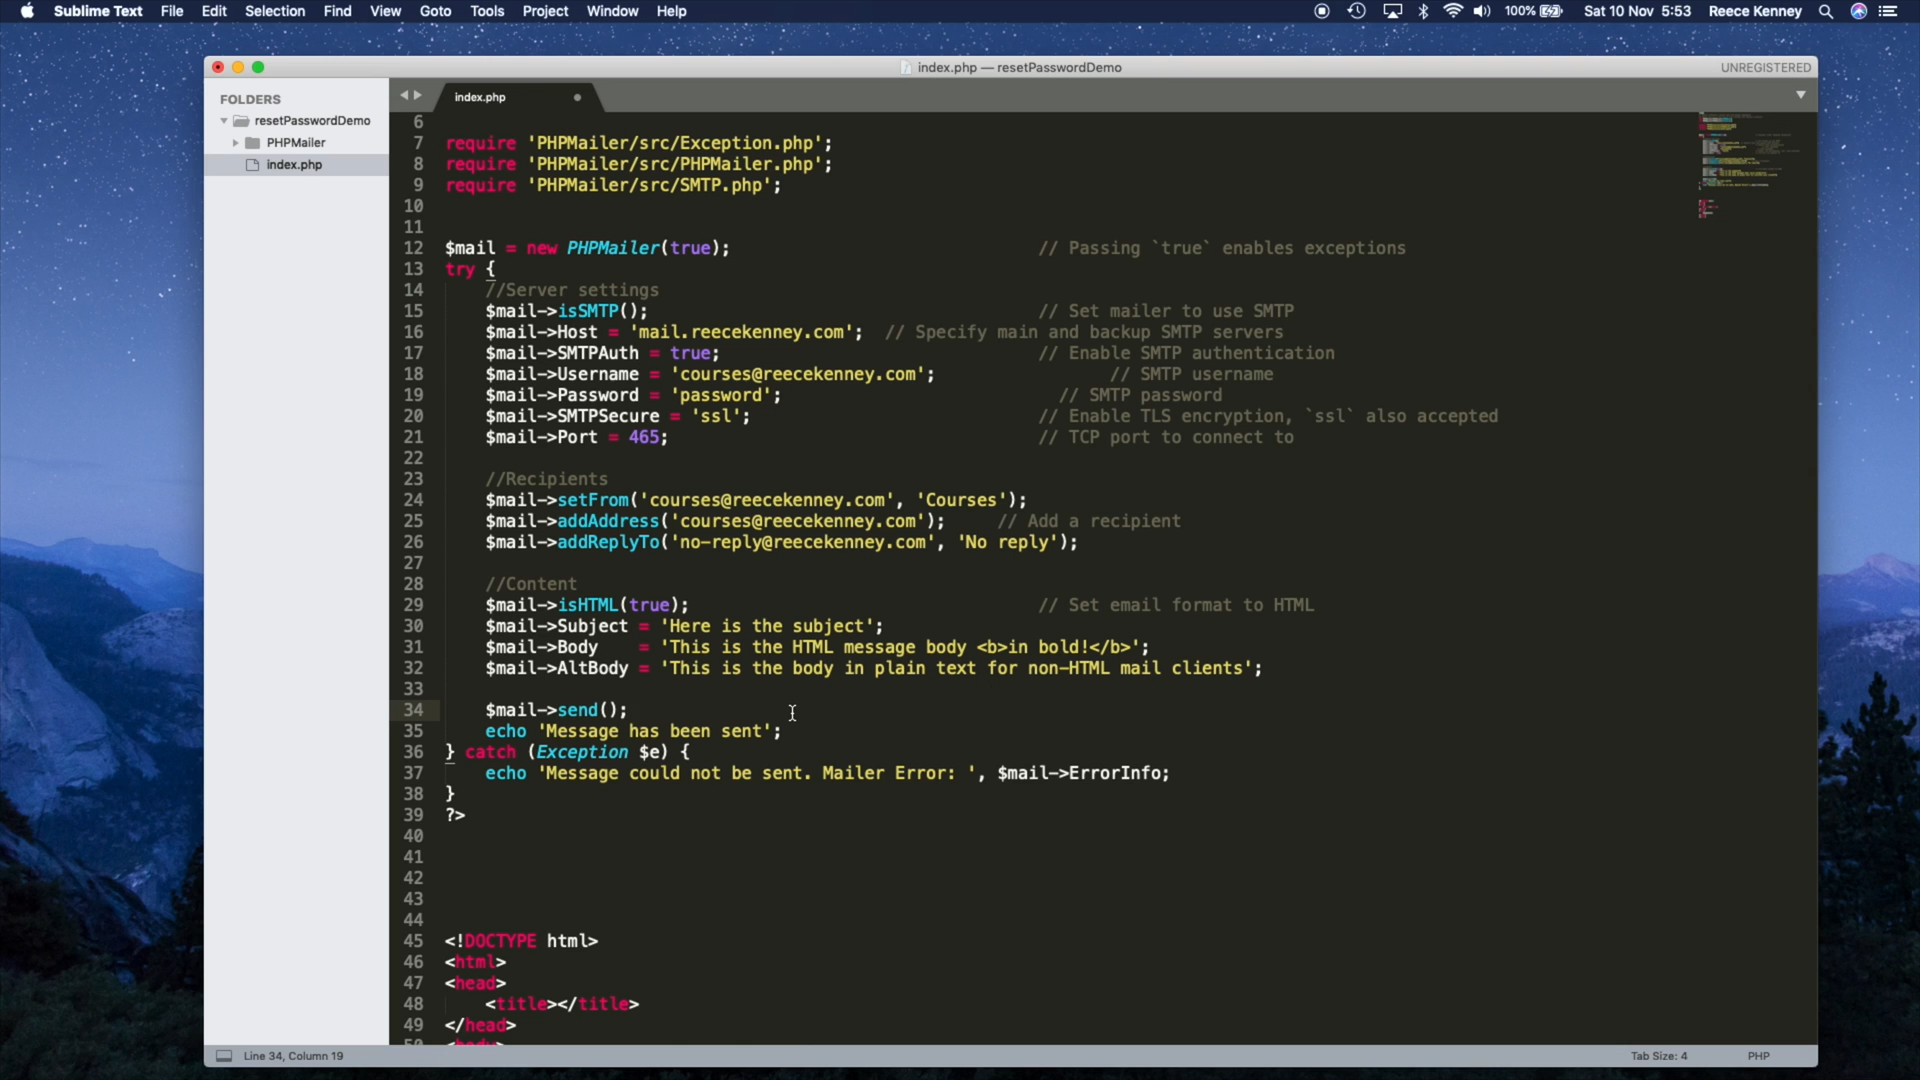 Sublime Text File Edit Selection Find View Goto Tools Project Window Help 100% Sat 10 Nov 5:53 Reece Kenney
index.php — resetPasswordDemo UNREGISTERED
FOLDERS
resetPasswordDemo
PHPMailer
index.php
index.php
6
7 require 'PHPMailer/src/Exception.php';
8 require 'PHPMailer/src/PHPMailer.php';
9 require 'PHPMailer/src/SMTP.php';
10
11
12 $mail = new PHPMailer(true); // Passing `true` enables exceptions
13 try {
14 //Server settings
15 $mail->isSMTP(); // Set mailer to use SMTP
16 $mail->Host = 'mail.reecekenney.com'; // Specify main and backup SMTP servers
17 $mail->SMTPAuth = true; // Enable SMTP authentication
18 $mail->Username = 'courses@reecekenney.com'; // SMTP username
19 $mail->Password = 'password'; // SMTP password
20 $mail->SMTPSecure = 'ssl'; // Enable TLS encryption, `ssl` also accepted
21 $mail->Port = 465; // TCP port to connect to
22
23 //Recipients
24 $mail->setFrom('courses@reecekenney.com', 'Courses');
25 $mail->addAddress('courses@reecekenney.com'); // Add a recipient
26 $mail->addReplyTo('no-reply@reecekenney.com', 'No reply');
27
28 //Content
29 $mail->isHTML(true); // Set email format to HTML
30 $mail->Subject = 'Here is the subject';
31 $mail->Body = 'This is the HTML message body <b>in bold!</b>';
32 $mail->AltBody = 'This is the body in plain text for non-HTML mail clients';
33
34 $mail->send();
35 echo 'Message has been sent';
36 } catch (Exception $e) {
37 echo 'Message could not be sent. Mailer Error: ', $mail->ErrorInfo;
38 }
39 ?>
40
41
42
43
44
45 <!DOCTYPE html>
46 <html>
47 <head>
48 <title></title>
49 </head>
50 <body>
Line 34, Column 19 Tab Size: 4 PHP